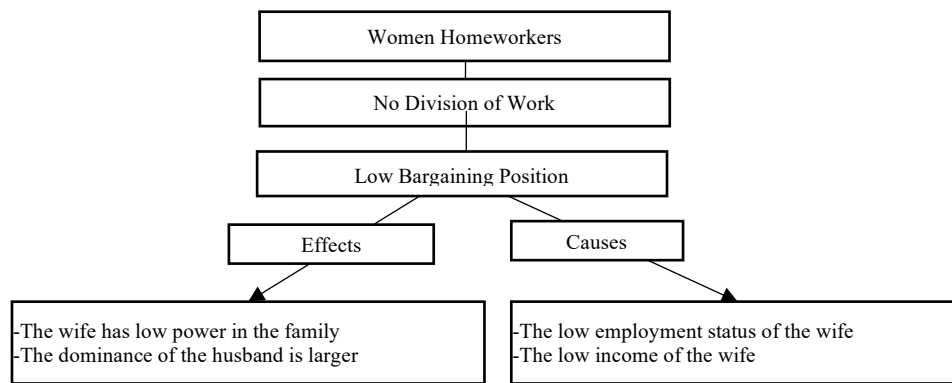 Women Homeworkers
No Division of Work
Low Bargaining Position
Effects
Causes
-The wife has low power in the family
-The dominance of the husband is larger
-The low employment status of the wife
-The low income of the wife